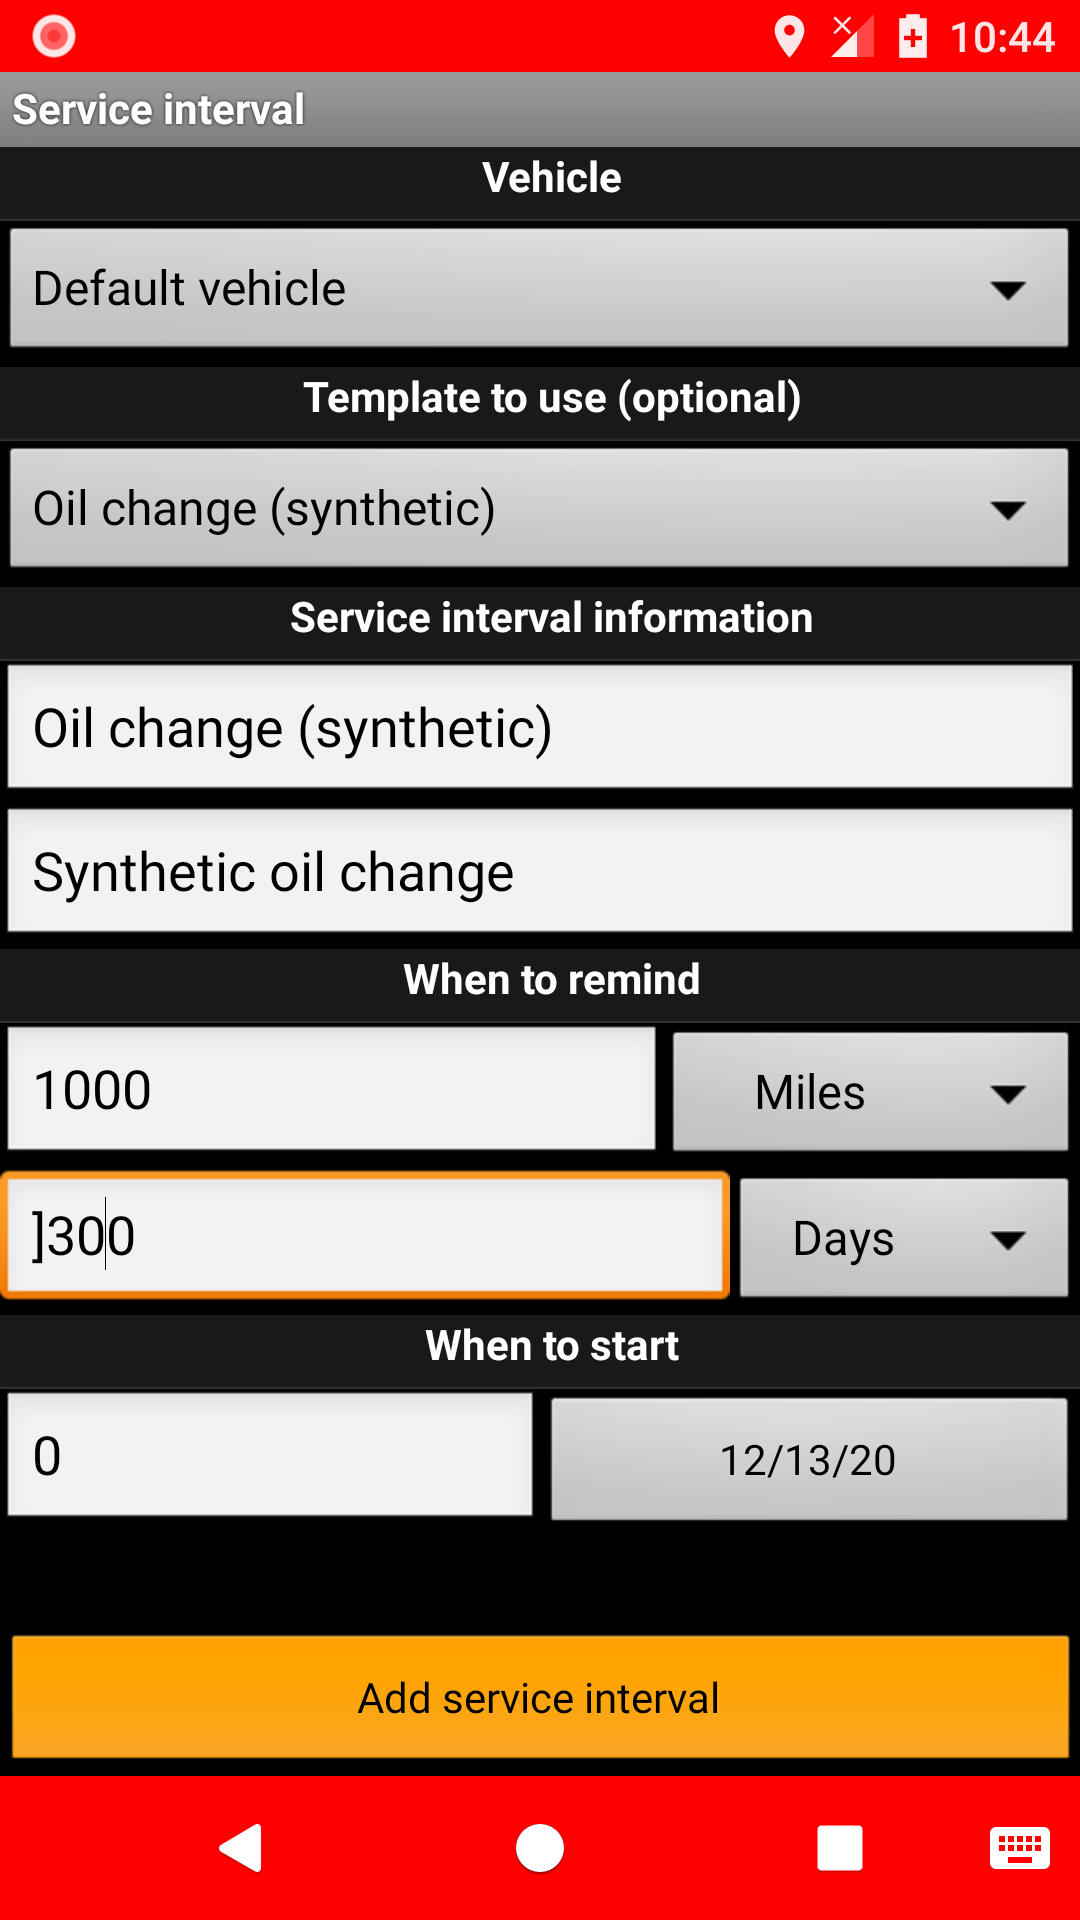 10:44
Service interval
Vehicle
Default vehicle
Template to use (optional)
Oil change (synthetic)
Service interval information
Oil change (synthetic)
Synthetic oil change
When to remind
1000
Miles
]300
Days
When to start
0
12/13/20
Add service interval